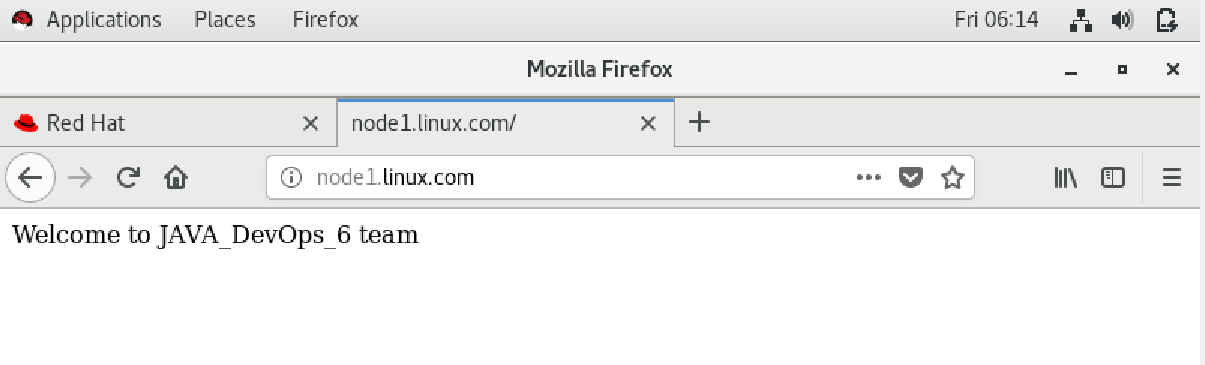 Applications Places Firefox Fri 06:14
Mozilla Firefox
Red Hat node1.linux.com/
node1.linux.com
Welcome to JAVA_DevOps_6 team